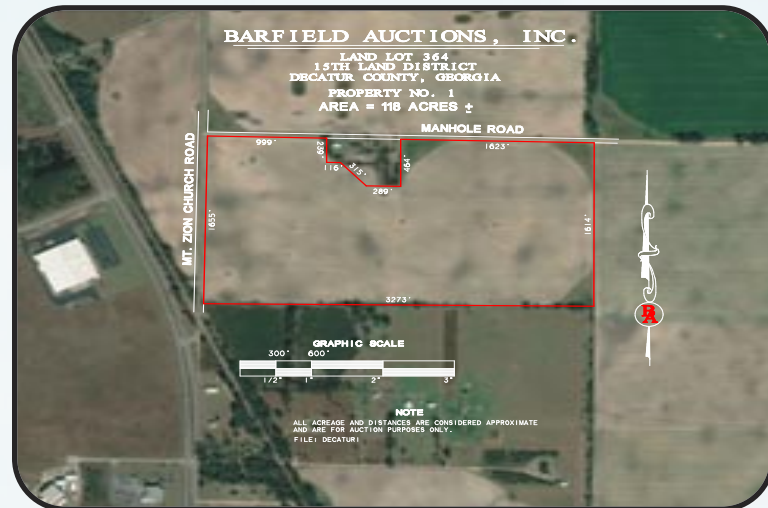 BARFIELD AUCTIONS, INC.
LAND LOT 364
15TH LAND DISTRICT
DECATUR COUNTY, GEORGIA
PROPERTY NO. 1
AREA = 118 ACRES ±
MANHOLE ROAD
999'
239'
116'
315'
289'
464'
1623'
MT. ZION CHURCH ROAD
1655'
1614'
3273'
BA
GRAPHIC SCALE
300' 600'
1/2" 1" 2" 3"
NOTE
ALL ACREAGE AND DISTANCES ARE CONSIDERED APPROXIMATE
AND ARE FOR AUCTION PURPOSES ONLY.
FILE: DECATUR1